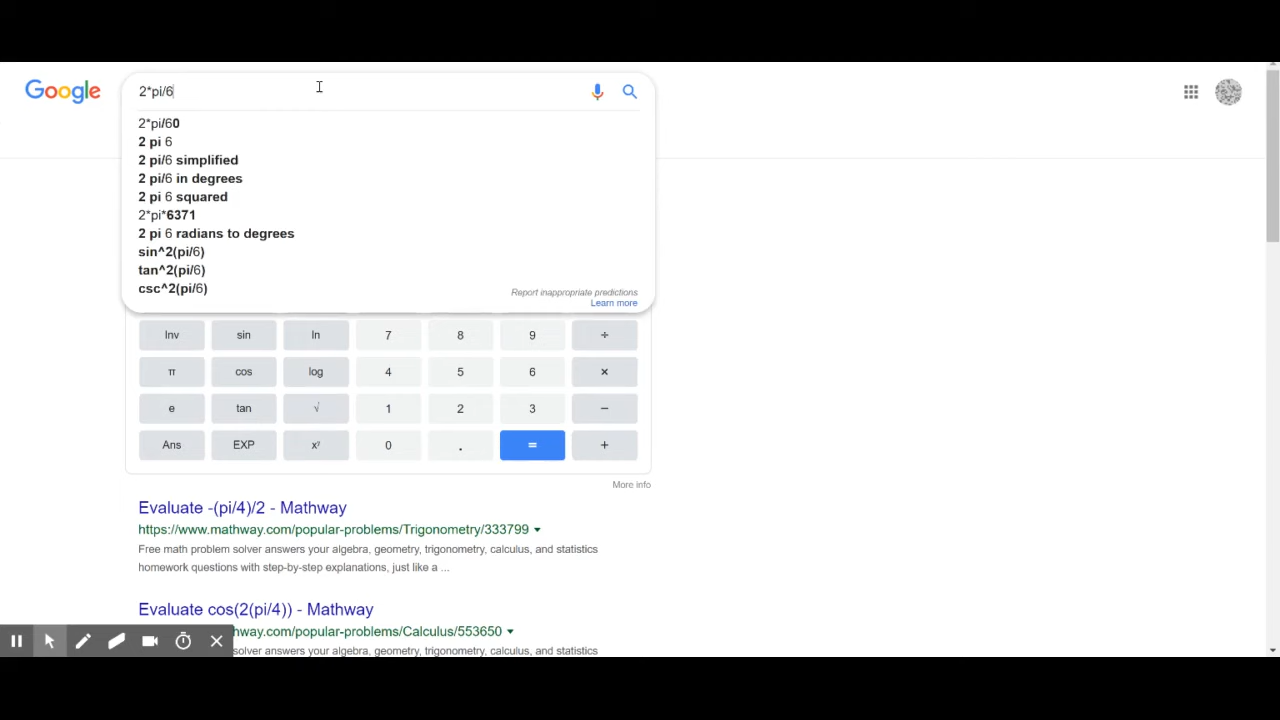 Google
2*pi/6
2*pi/60
2 pi 6
2 pi/6 simplified
2 pi/6 in degrees
2 pi 6 squared
2*pi*6371
2 pi 6 radians to degrees
sin^2(pi/6)
tan^2(pi/6)
csc^2(pi/6)
Report inappropriate predictions
Learn more
Inv sin ln 7 8 9 ÷
π cos log 4 5 6 ×
e tan √ 1 2 3 −
Ans EXP xʸ 0 . = +
More info
Evaluate -(pi/4)/2 - Mathway
https://www.mathway.com/popular-problems/Trigonometry/333799
Free math problem solver answers your algebra, geometry, trigonometry, calculus, and statistics
homework questions with step-by-step explanations, just like a ...
Evaluate cos(2(pi/4)) - Mathway
hway.com/popular-problems/Calculus/553650
solver answers your algebra, geometry, trigonometry, calculus, and statistics